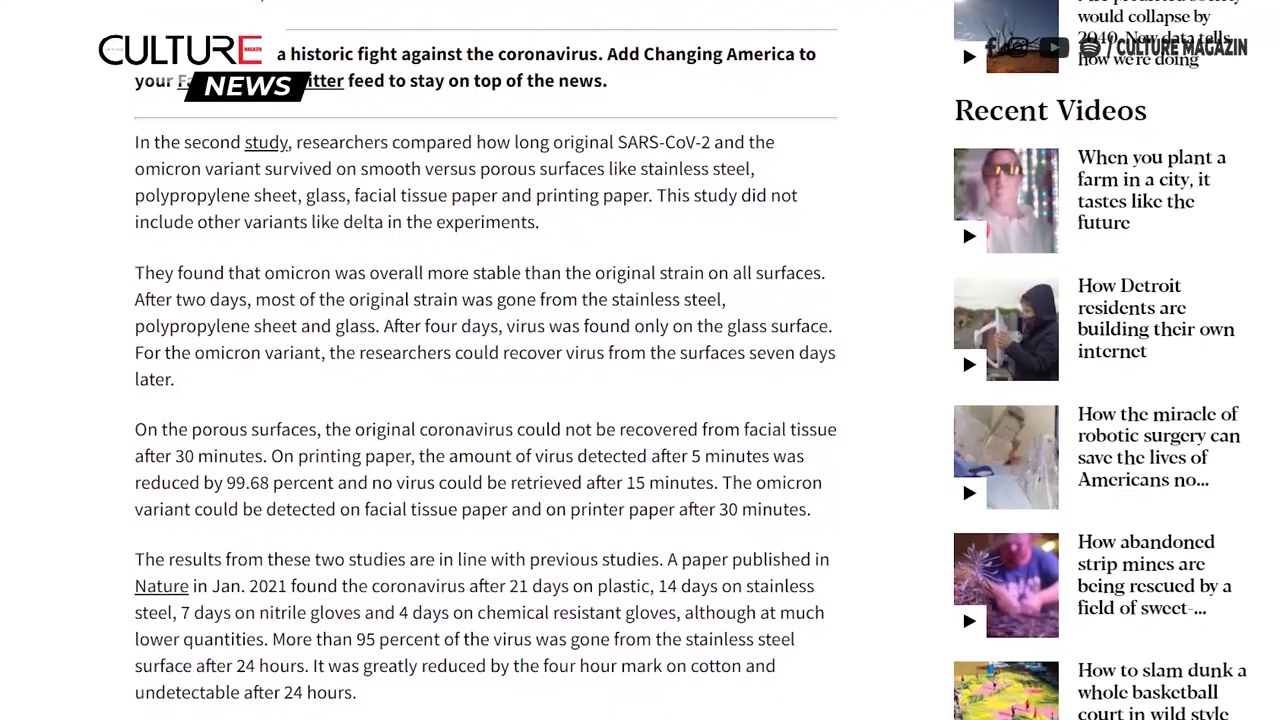 CULTURE
MAGAZIN
NEWS
/ CULTURE MAGAZIN
a historic fight against the coronavirus. Add Changing America to
your feed to stay on top of the news.
In the second study, researchers compared how long original SARS-CoV-2 and the
omicron variant survived on smooth versus porous surfaces like stainless steel,
polypropylene sheet, glass, facial tissue paper and printing paper. This study did not
include other variants like delta in the experiments.
They found that omicron was overall more stable than the original strain on all surfaces.
After two days, most of the original strain was gone from the stainless steel,
polypropylene sheet and glass. After four days, virus was found only on the glass surface.
For the omicron variant, the researchers could recover virus from the surfaces seven days
later.
On the porous surfaces, the original coronavirus could not be recovered from facial tissue
after 30 minutes. On printing paper, the amount of virus detected after 5 minutes was
reduced by 99.68 percent and no virus could be retrieved after 15 minutes. The omicron
variant could be detected on facial tissue paper and on printer paper after 30 minutes.
The results from these two studies are in line with previous studies. A paper published in
Nature in Jan. 2021 found the coronavirus after 21 days on plastic, 14 days on stainless
steel, 7 days on nitrile gloves and 4 days on chemical resistant gloves, although at much
lower quantities. More than 95 percent of the virus was gone from the stainless steel
surface after 24 hours. It was greatly reduced by the four hour mark on cotton and
undetectable after 24 hours.
would collapse by
2040. New data tells
how we're doing
Recent Videos
When you plant a
farm in a city, it
tastes like the
future
How Detroit
residents are
building their own
internet
How the miracle of
robotic surgery can
save the lives of
Americans no...
How abandoned
strip mines are
being rescued by a
field of sweet-...
How to slam dunk a
whole basketball
court in wild style